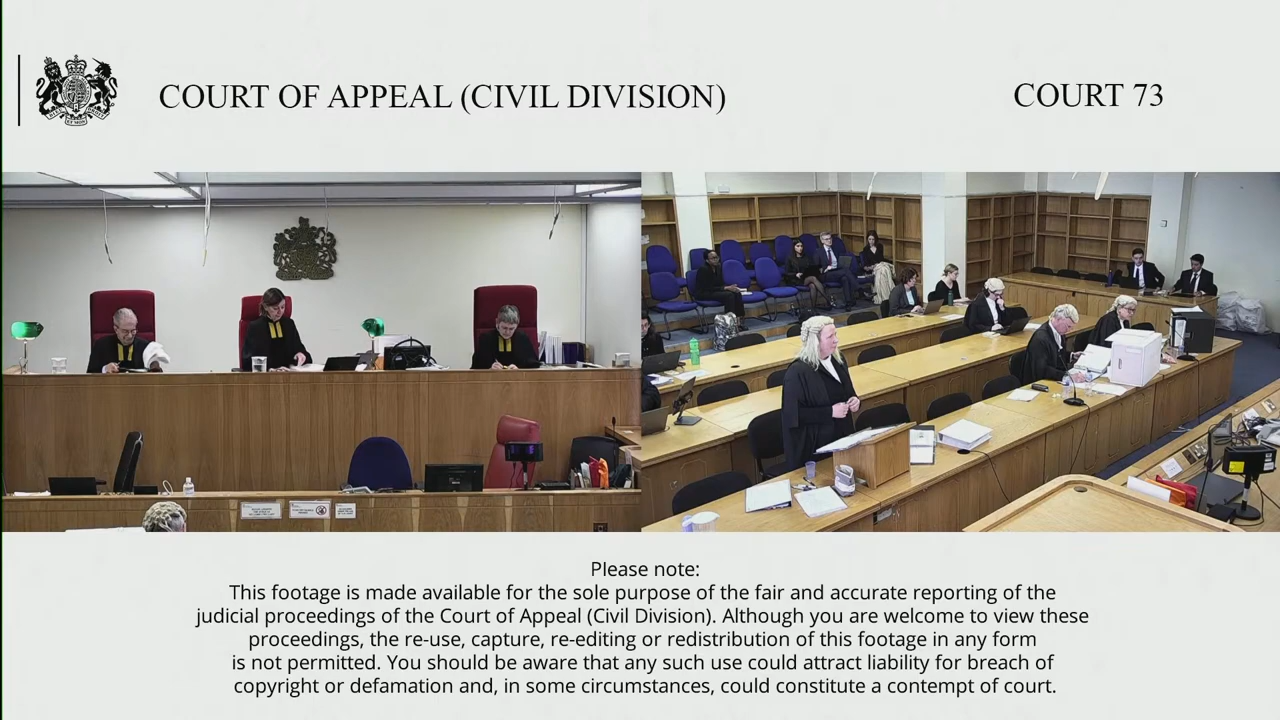 COURT OF APPEAL (CIVIL DIVISION)
COURT 73
Please note:
This footage is made available for the sole purpose of the fair and accurate reporting of the
judicial proceedings of the Court of Appeal (Civil Division). Although you are welcome to view these
proceedings, the re-use, capture, re-editing or redistribution of this footage in any form
is not permitted. You should be aware that any such use could attract liability for breach of
copyright or defamation and, in some circumstances, could constitute a contempt of court.